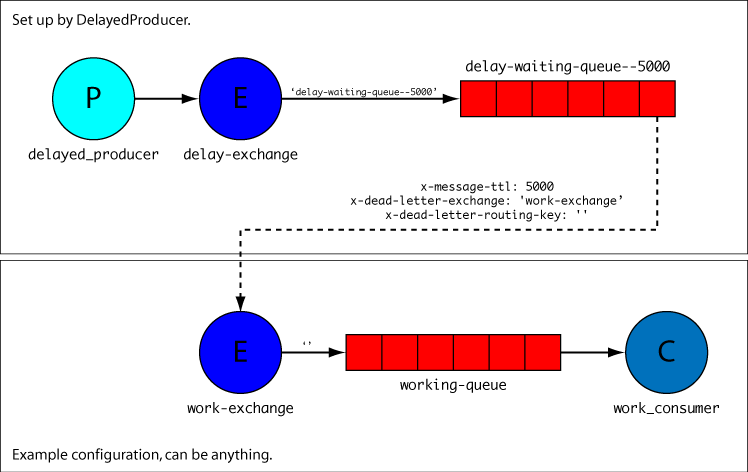 Set up by DelayedProducer.
P
E
‘delay-waiting-queue--5000’
delay-waiting-queue--5000
delayed_producer
delay-exchange
x-message-ttl: 5000
x-dead-letter-exchange: 'work-exchange’
x-dead-letter-routing-key: ''
E
‘’
C
work-exchange
working-queue
work_consumer
Example configuration, can be anything.